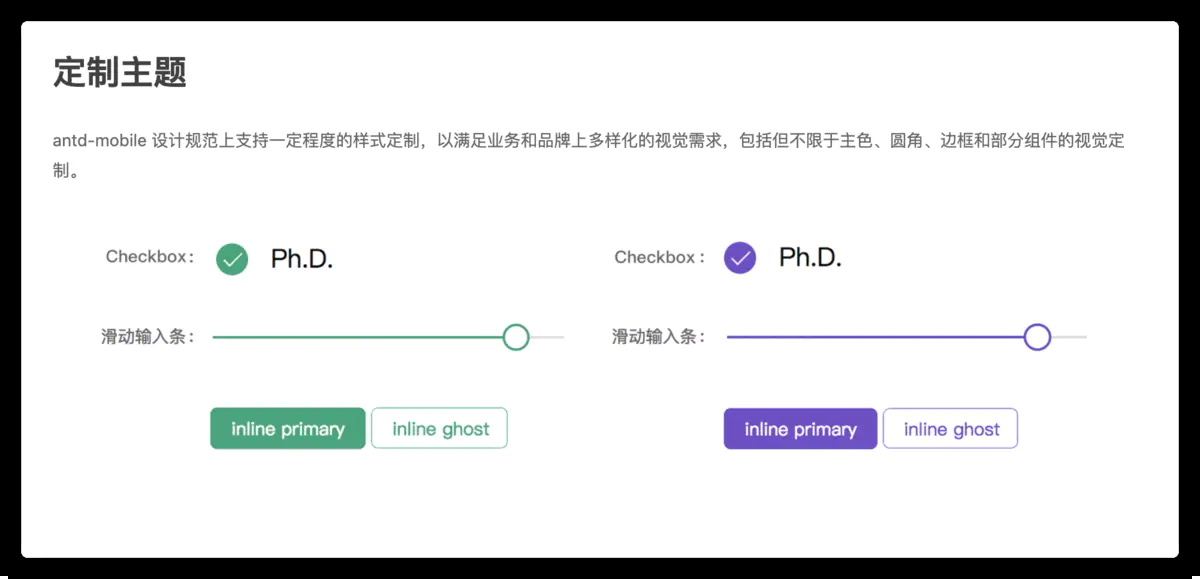 定制主题
antd-mobile 设计规范上支持一定程度的样式定制，以满足业务和品牌上多样化的视觉需求，包括但不限于主色、圆角、边框和部分组件的视觉定
制。
Checkbox： Ph.D. Checkbox： Ph.D.
滑动输入条： 滑动输入条：
inline primary inline ghost inline primary inline ghost